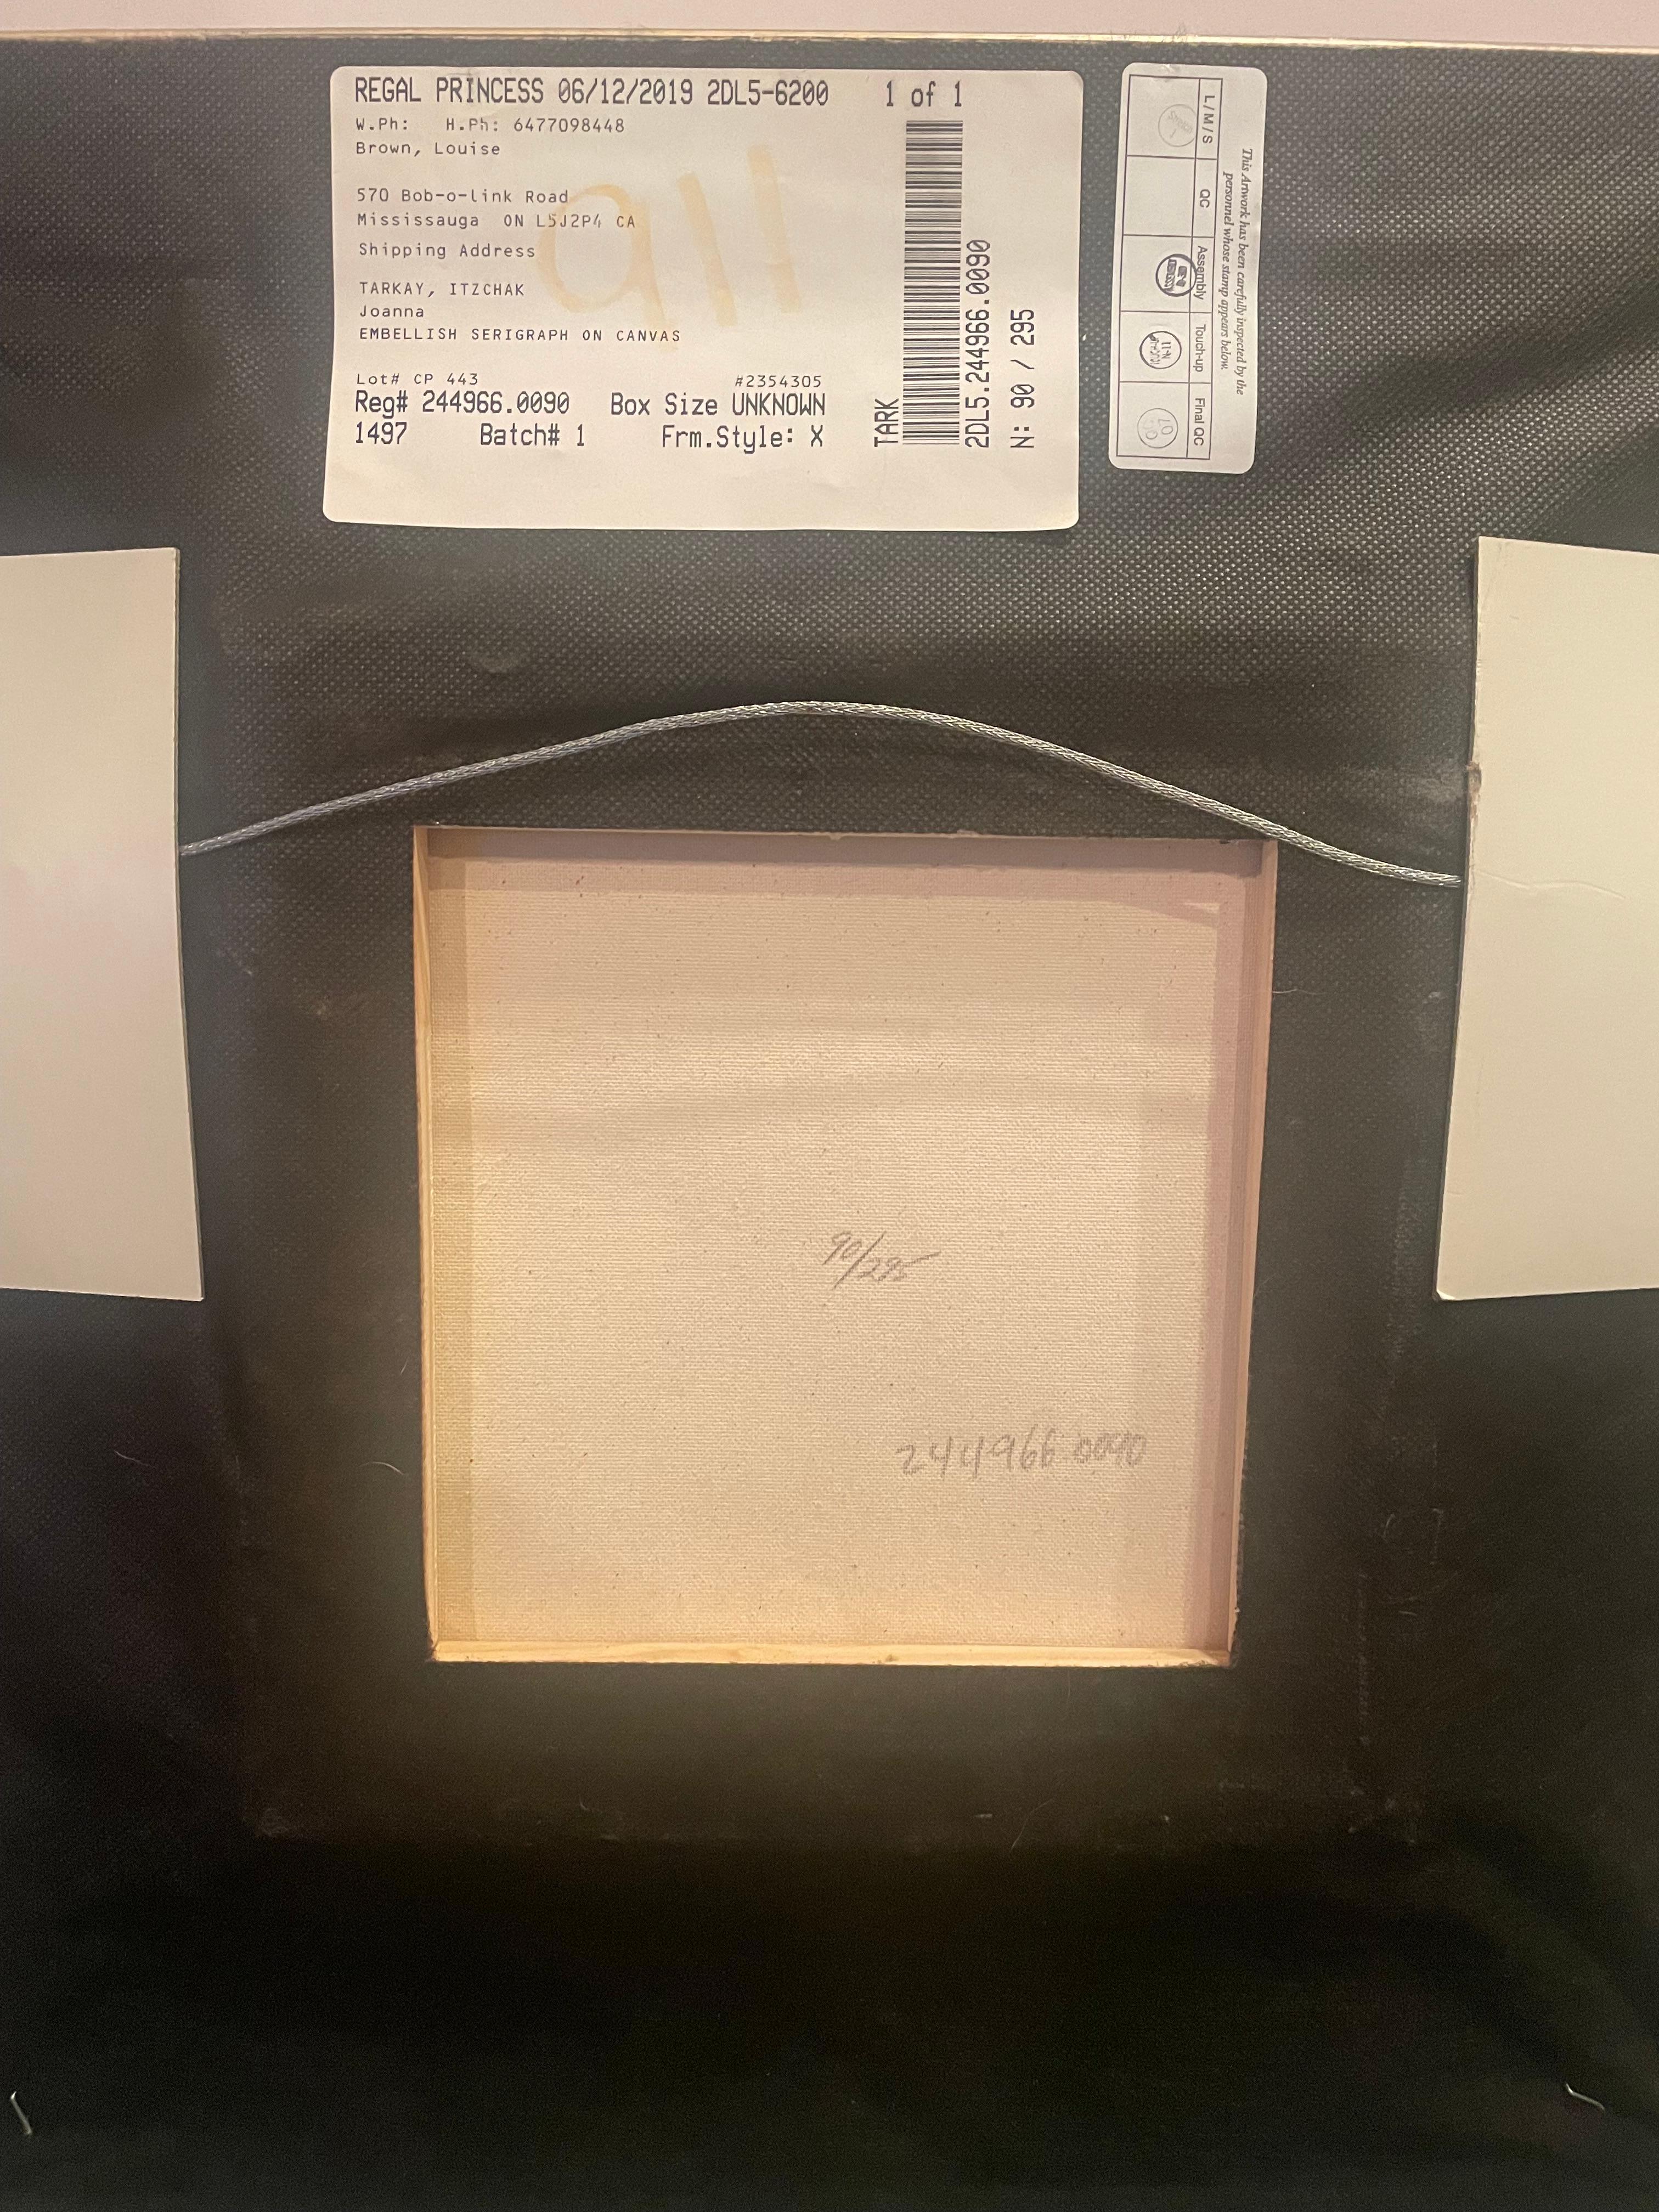 REGAL PRINCESS 06/12/2019 2DL5-6200 1 of 1
W.Ph: H.Ph: 6477098448
Brown, Louise
570 Bob-o-link Road
Mississauga ON L5J2P4 CA
Shipping Address
TARKAY, ITZCHAK
Joanna
EMBELLISH SERIGRAPH ON CANVAS
Lot# CP 443 #2354305
Reg# 244966.0090 Box Size UNKNOWN
1497 Batch# 1 Frm.Style: X
911
TARK
2DL5.244966.0090
N: 90 / 295
This Artwork has been carefully inspected by the
personnel whose stamp appears below.
L / M / S QC Assembly Touch-up Final QC
90/295
244966.0090